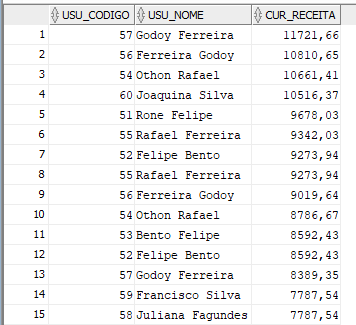 USU_CODIGO USU_NOME CUR_RECEITA
1 57 Godoy Ferreira 11721,66
2 56 Ferreira Godoy 10810,65
3 54 Othon Rafael 10661,41
4 60 Joaquina Silva 10516,37
5 51 Rone Felipe 9678,03
6 55 Rafael Ferreira 9342,03
7 52 Felipe Bento 9273,94
8 55 Rafael Ferreira 9273,94
9 56 Ferreira Godoy 9019,64
10 54 Othon Rafael 8786,67
11 53 Bento Felipe 8592,43
12 52 Felipe Bento 8592,43
13 57 Godoy Ferreira 8389,35
14 59 Francisco Silva 7787,54
15 58 Juliana Fagundes 7787,54